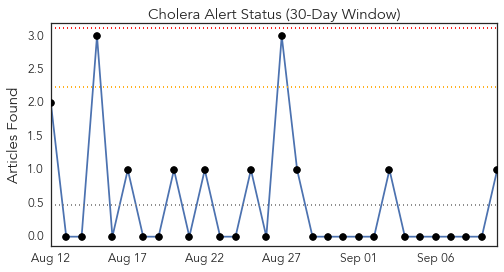 Cholera Alert Status (30-Day Window)
Articles Found
3.0
2.5
2.0
1.5
1.0
0.5
0.0
Aug 12 Aug 17 Aug 22 Aug 27 Sep 01 Sep 06